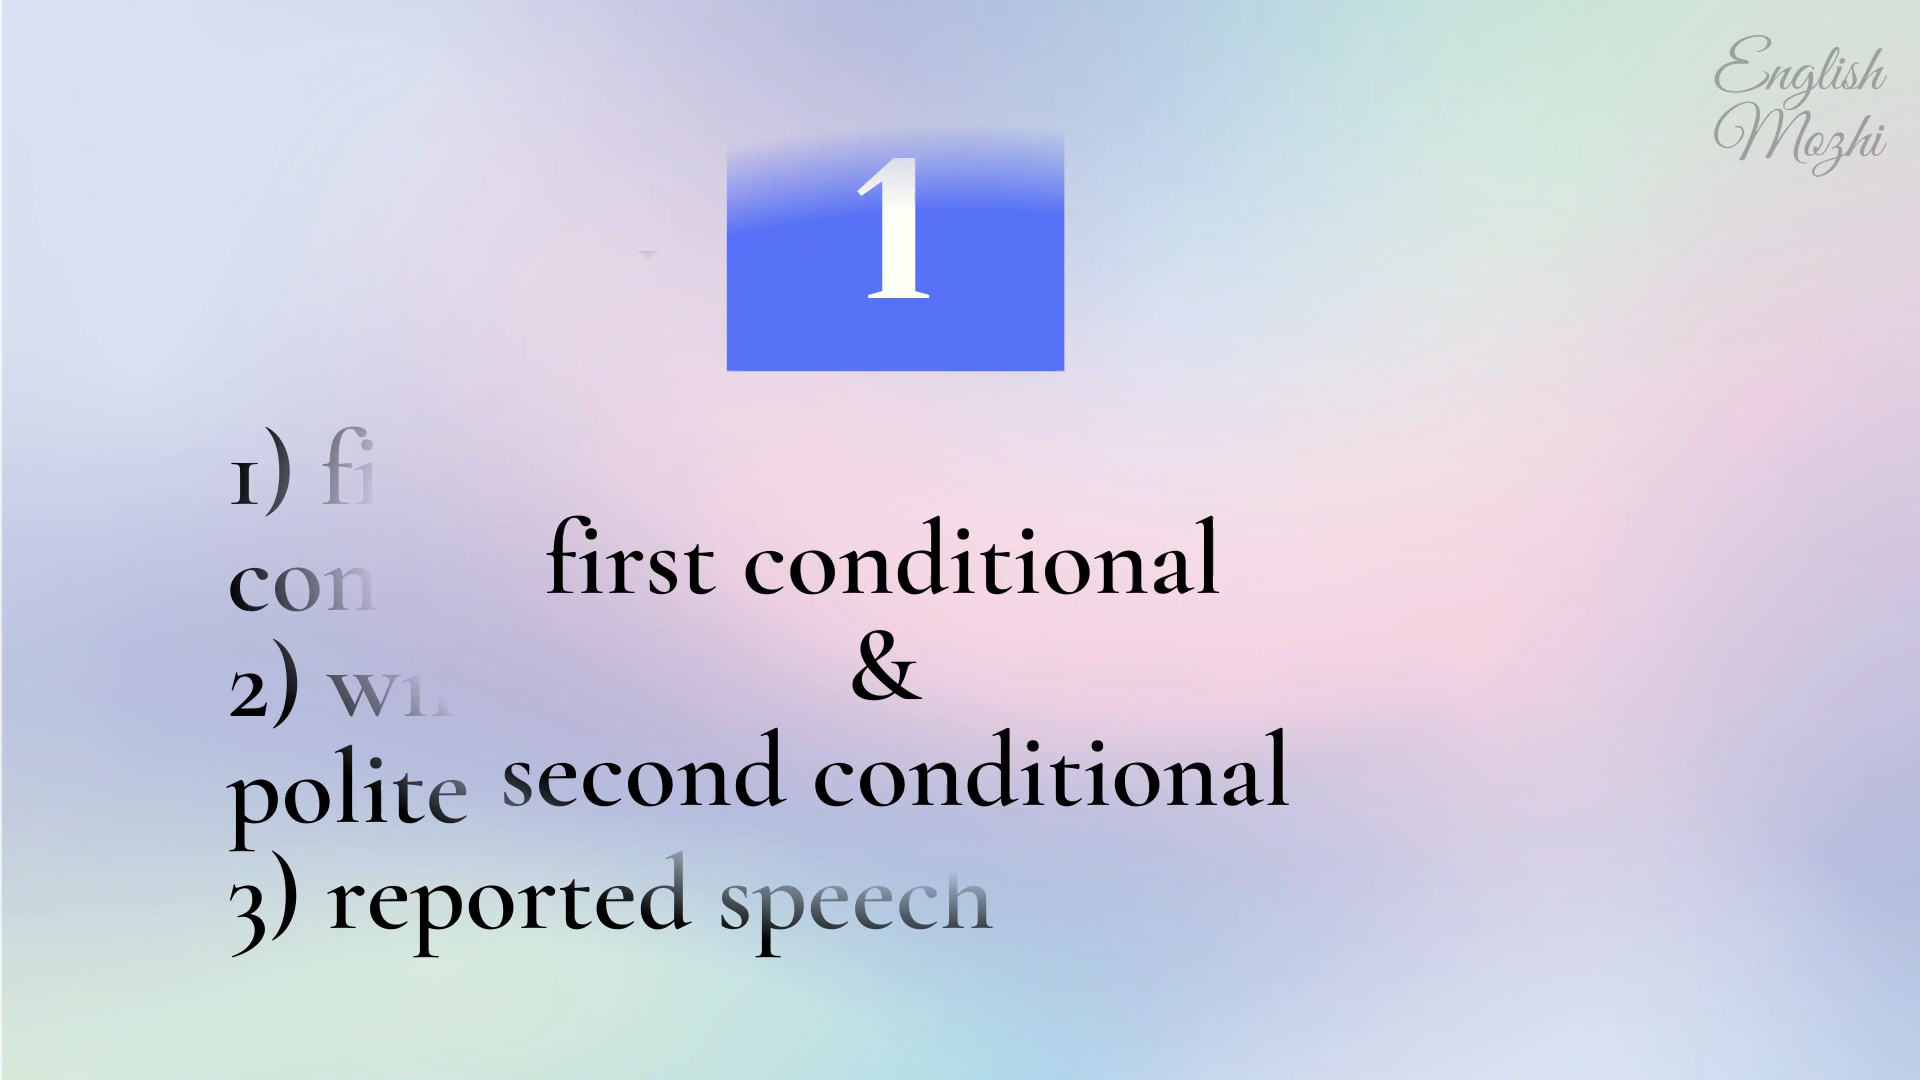 English
Mozhi
1
1) fi
con
2) wi
polite
3) reported speech
first conditional
&
second conditional